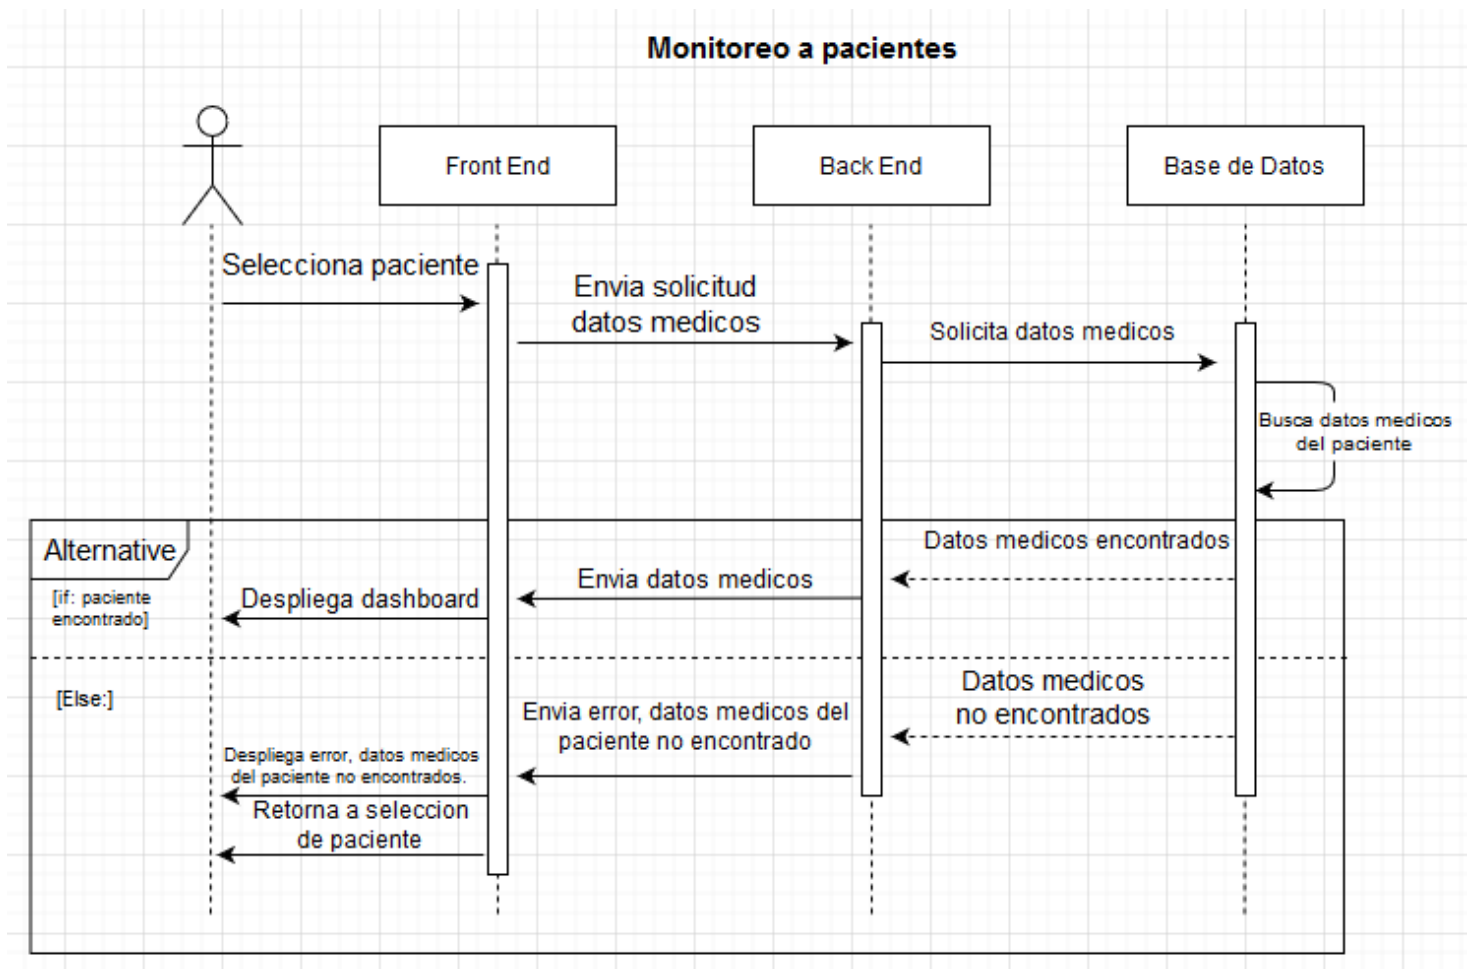 Monitoreo a pacientes
Front End
Back End
Base de Datos
Selecciona paciente
Envia solicitud
datos medicos
Solicita datos medicos
Busca datos medicos
del paciente
Alternative
[if: paciente
encontrado]
Datos medicos encontrados
Envia datos medicos
Despliega dashboard
[Else:]
Datos medicos
no encontrados
Envia error, datos medicos del
paciente no encontrado
Despliega error, datos medicos
del paciente no encontrados.
Retorna a seleccion
de paciente